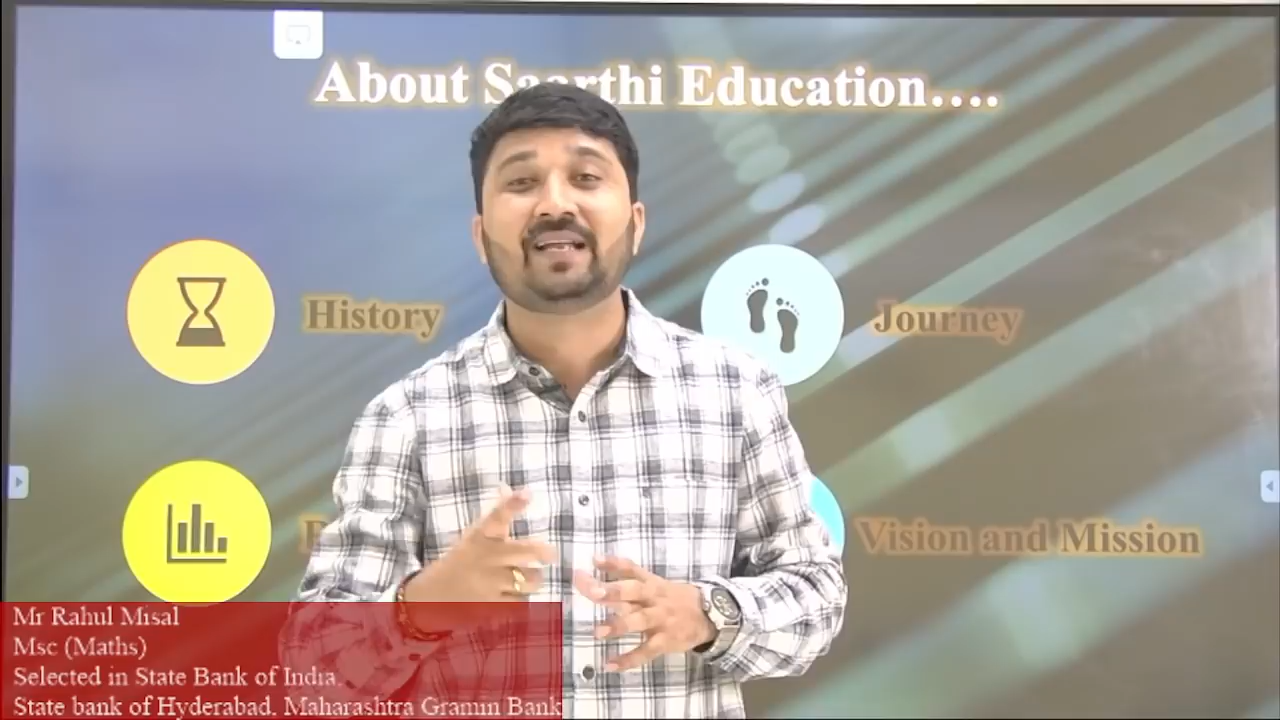 About Saarthi Education....
History
Journey
Vision and Mission
Mr Rahul Misal
Msc (Maths)
Selected in State Bank of India,
State bank of Hyderabad, Maharashtra Gramin Bank